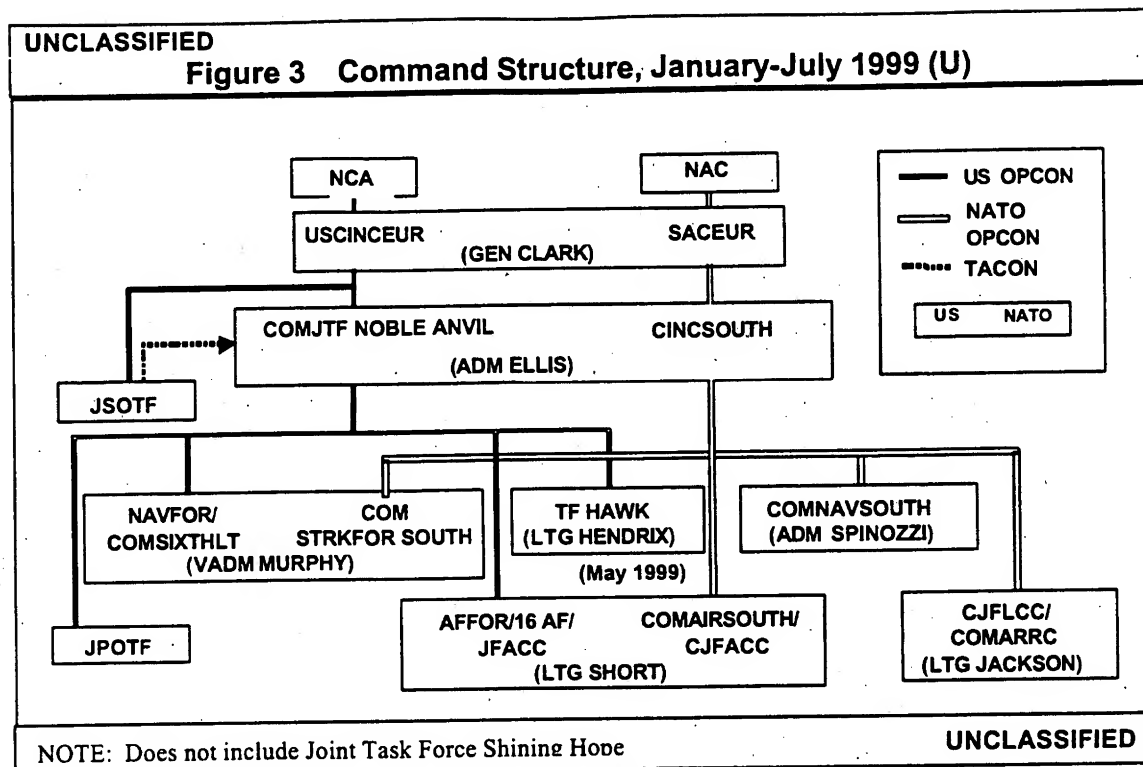 UNCLASSIFIED
Figure 3 Command Structure, January-July 1999 (U)
NCA
NAC
US OPCON
NATO
OPCON
TACON
US NATO
USCINCEUR SACEUR
(GEN CLARK)
COMJTF NOBLE ANVIL CINCSOUTH
(ADM ELLIS)
JSOTF
NAVFOR/ COM
COMSIXTHLT STRKFOR SOUTH
(VADM MURPHY)
TF HAWK
(LTG HENDRIX)
(May 1999)
COMNAVSOUTH
(ADM SPINOZZI)
JPOTF
AFFOR/16 AF/ COMAIRSOUTH/
JFACC CJFACC
(LTG SHORT)
CJFLCC/
COMARRC
(LTG JACKSON)
NOTE: Does not include Joint Task Force Shining Hope
UNCLASSIFIED